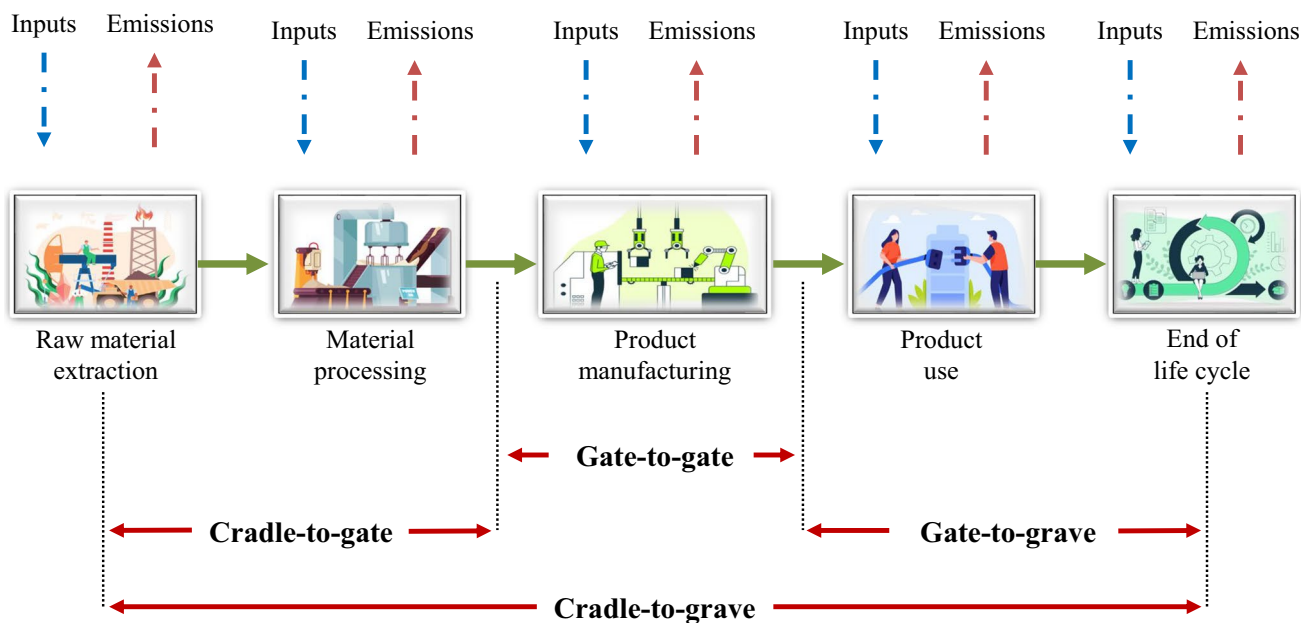 Inputs Emissions Inputs Emissions Inputs Emissions Inputs Emissions Inputs Emissions
Raw material
extraction
Material
processing
Product
manufacturing
Product
use
End of
life cycle
Gate-to-gate
Cradle-to-gate
Gate-to-grave
Cradle-to-grave